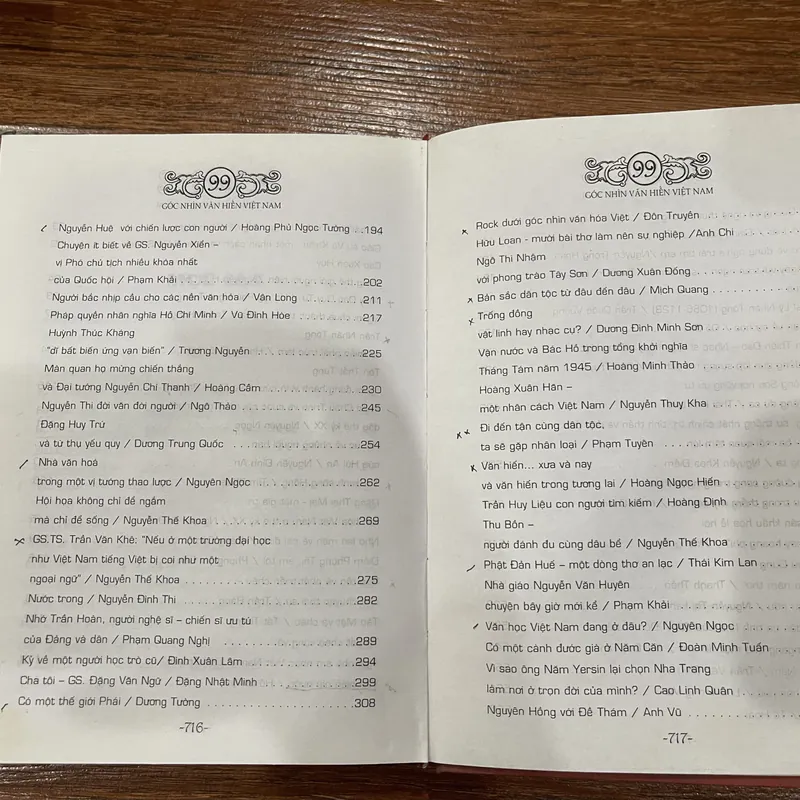 99
GÓC NHÌN VĂN HIẾN VIỆT NAM
Nguyễn Huệ với chiến lược con người / Hoàng Phủ Ngọc Tường ...194
Chuyện ít biết về GS. Nguyễn Xiển –
vị Phó chủ tịch nhiều khóa nhất
của Quốc hội / Phạm Khải ...202
Người bắc nhịp cầu cho các nền văn hóa / Vân Long ...211
Pháp quyền nhân nghĩa Hồ Chí Minh / Vũ Đình Hòe ...217
Huỳnh Thúc Kháng
"dĩ bất biến ứng vạn biến" / Trương Nguyễn ...225
Màn quan họ mừng chiến thắng
và Đại tướng Nguyễn Chí Thanh / Hoàng Cầm ...230
Nguyễn Thi đời văn đời người / Ngô Thảo ...245
Đặng Huy Trứ
và từ thụ yếu quy / Dương Trung Quốc ...254
Nhà văn hoá
trong một vị tướng thao lược / Nguyên Ngọc ...262
Hội họa không chỉ để ngắm
mà chỉ để sống / Nguyễn Thế Khoa ...269
GS.TS. Trần Văn Khê: "Nếu ở một trường đại học
như Việt Nam tiếng Việt bị coi như một
ngoại ngữ" / Nguyễn Thế Khoa ...275
Nước trong / Nguyễn Đình Thi ...282
Nhớ Trần Hoàn, người nghệ sĩ – chiến sĩ ưu tú
của Đảng và dân / Phạm Quang Nghị ...289
Ký về một người học trò cũ/ Đinh Xuân Lâm ...294
Cha tôi – GS. Đặng Văn Ngữ / Đặng Nhật Minh ...299
Có một thế giới Phái / Dương Tường ...308
-716-
99
GÓC NHÌN VĂN HIẾN VIỆT NAM
Rock dưới góc nhìn văn hóa Việt / Đôn Truyền
Hữu Loan - mười bài thơ làm nên sự nghiệp /Anh Chi
Ngô Thì Nhậm
với phong trào Tây Sơn / Dương Xuân Đống
Bản sắc dân tộc từ đâu đến đâu / Mịch Quang
Trống đồng
vật linh hay nhạc cụ? / Dương Đình Minh Sơn
Vận nước và Bác Hồ trong tổng khởi nghĩa
Tháng Tám năm 1945 / Hoàng Minh Thảo
Hoàng Xuân Hãn –
một nhân cách Việt Nam / Nguyễn Thụy Kha
Đi đến tận cùng dân tộc,
ta sẽ gặp nhân loại / Phạm Tuyên
Văn hiến... xưa và nay
và văn hiến trong tương lai / Hoàng Ngọc Hiến
Trần Huy Liệu con người tìm kiếm / Hoàng Định
Thu Bồn –
người đánh đu cùng dâu bể / Nguyễn Thế Khoa
Phật Đản Huế – một dòng thơ an lạc / Thái Kim Lan
Nhà giáo Nguyễn Văn Huyên
chuyện bây giờ mới kể / Phạm Khải
Văn học Việt Nam đang ở đâu? / Nguyên Ngọc
Có một cánh đước già ở Năm Căn / Đoàn Minh Tuấn
Vì sao ông Năm Yersin lại chọn Nha Trang
làm nơi ở trọn đời của mình? / Cao Linh Quân
Nguyên Hồng với Đề Thám / Anh Vũ
-717-